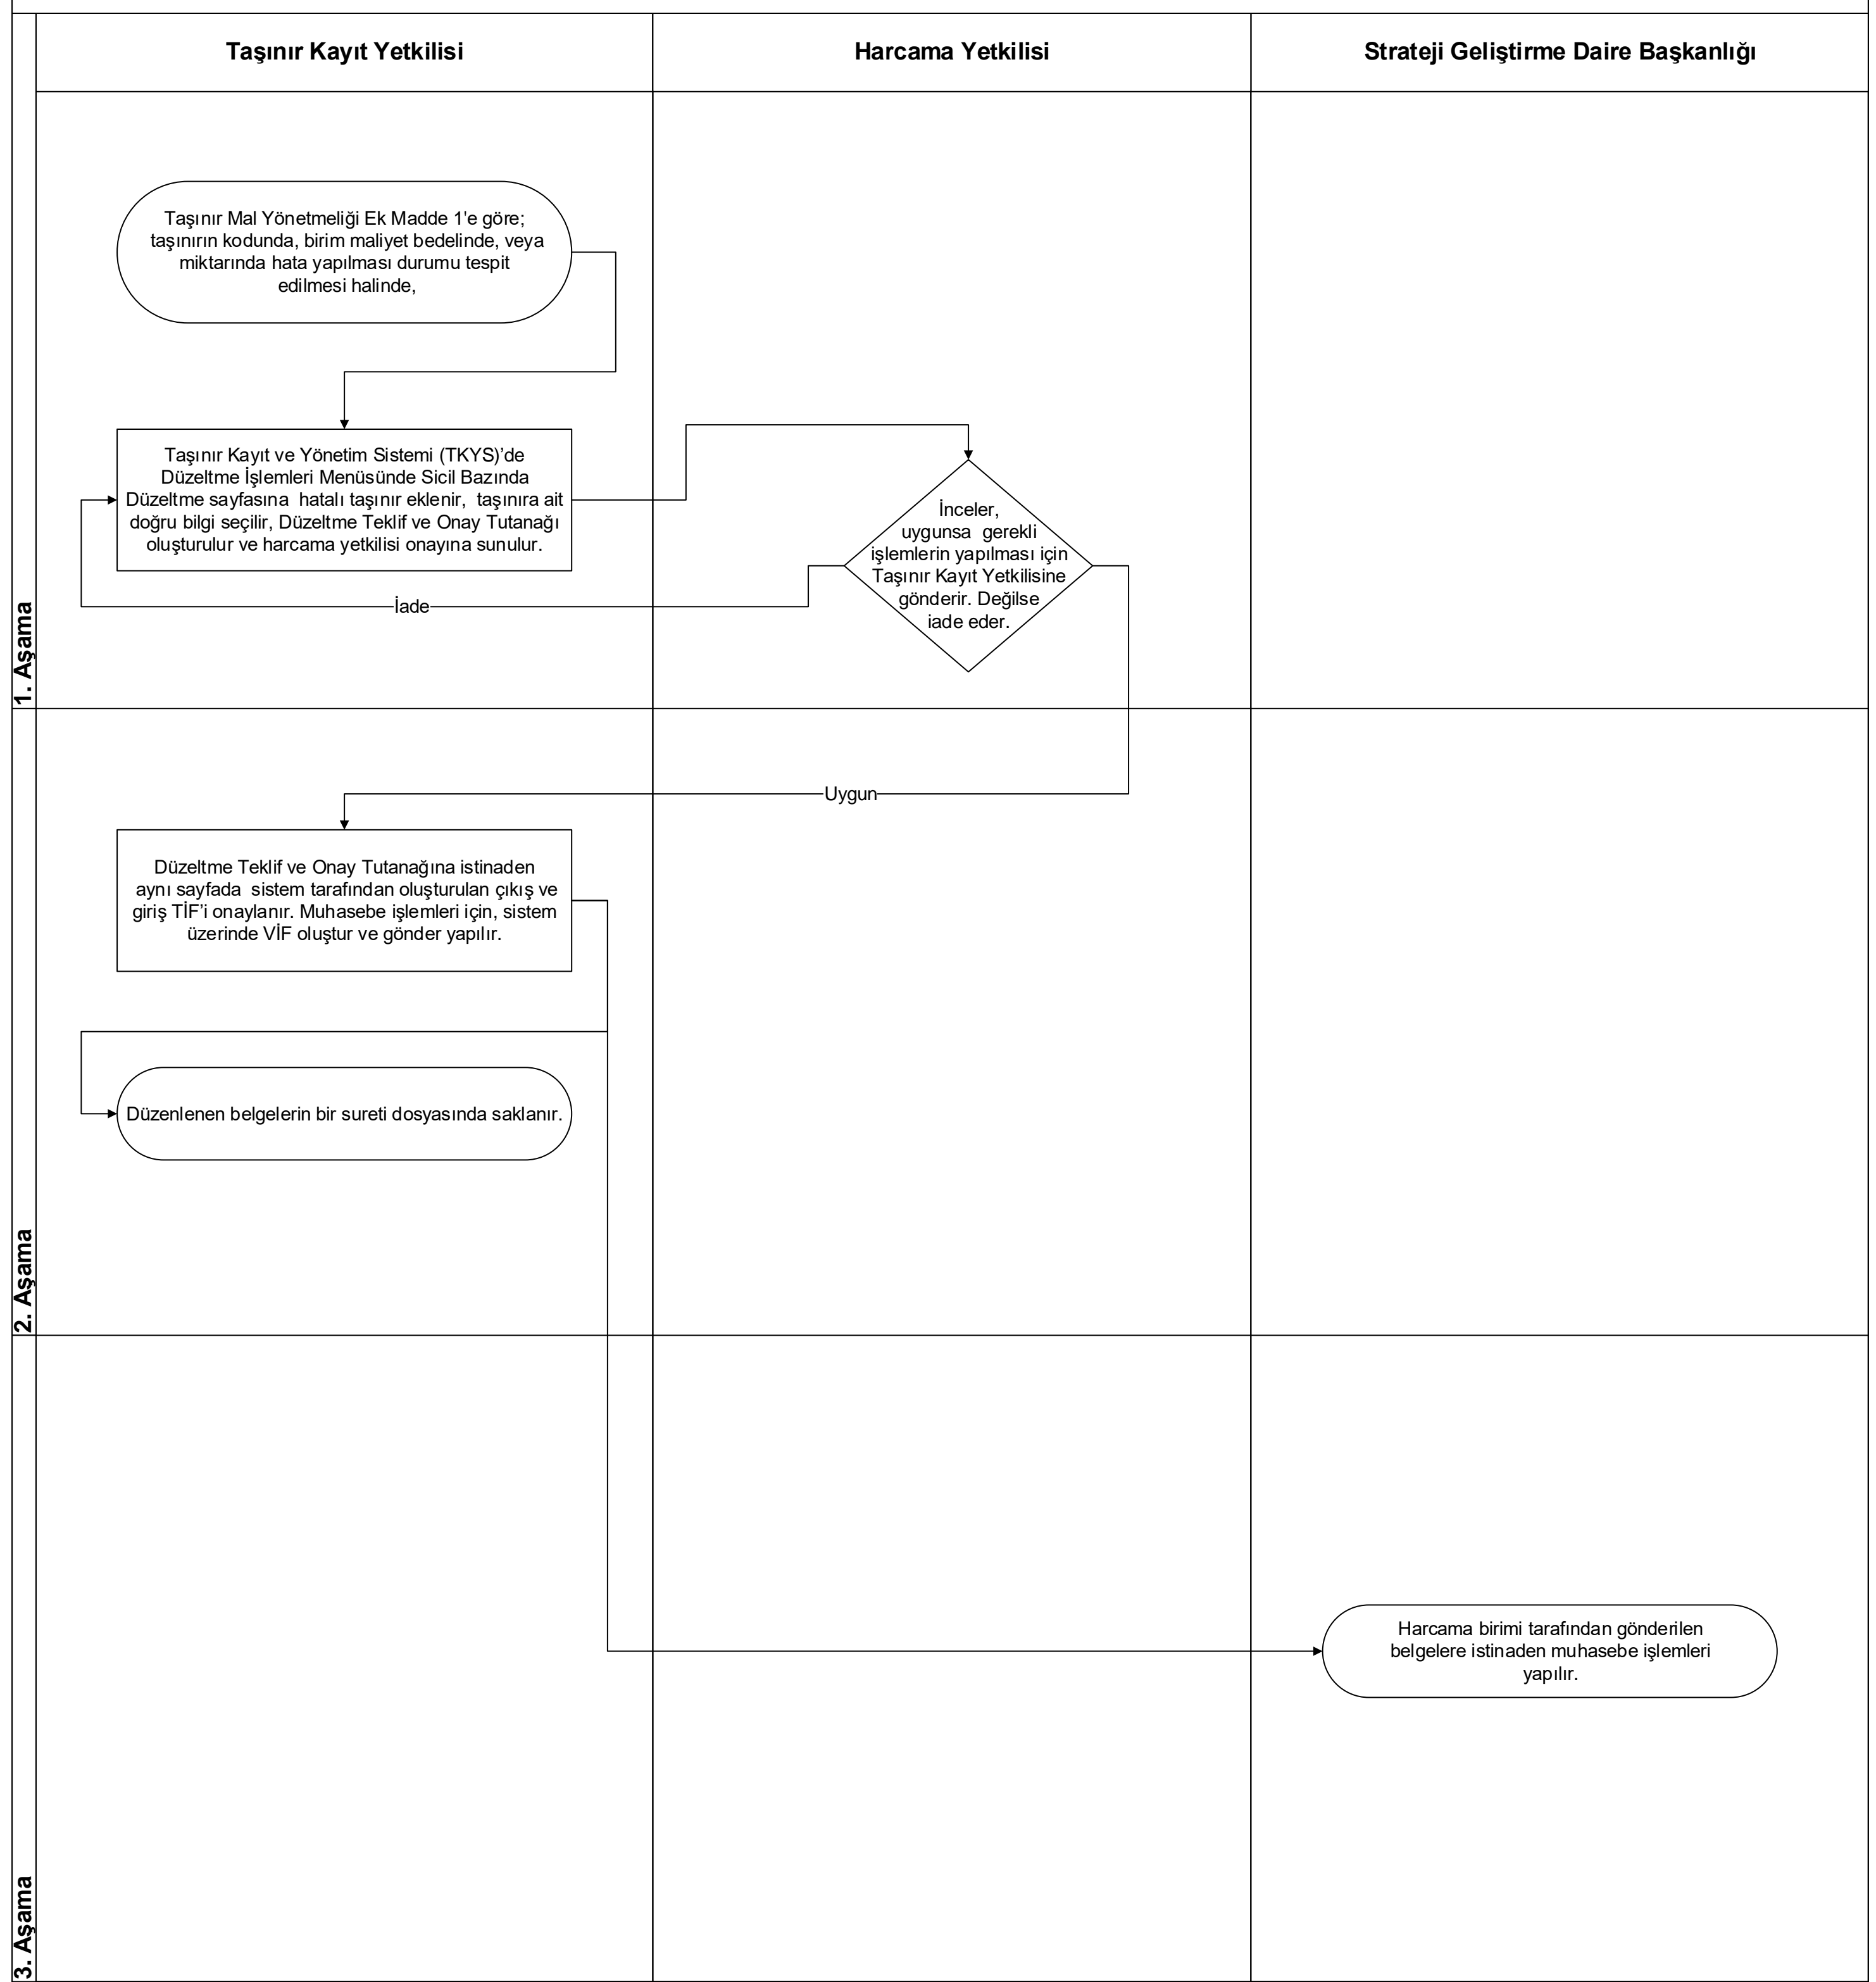 Taşınır Kayıt Yetkilisi
Harcama Yetkilisi
Strateji Geliştirme Daire Başkanlığı
1. Aşama
Taşınır Mal Yönetmeliği Ek Madde 1'e göre;
taşınırın kodunda, birim maliyet bedelinde, veya
miktarında hata yapılması durumu tespit
edilmesi halinde,
Taşınır Kayıt ve Yönetim Sistemi (TKYS)’de
Düzeltme İşlemleri Menüsünde Sicil Bazında
Düzeltme sayfasına hatalı taşınır eklenir, taşınıra ait
doğru bilgi seçilir, Düzeltme Teklif ve Onay Tutanağı
oluşturulur ve harcama yetkilisi onayına sunulur.
İnceler,
uygunsa gerekli
işlemlerin yapılması için
Taşınır Kayıt Yetkilisine
gönderir. Değilse
iade eder.
İade
2. Aşama
Uygun
Düzeltme Teklif ve Onay Tutanağına istinaden
aynı sayfada sistem tarafından oluşturulan çıkış ve
giriş TİF’i onaylanır. Muhasebe işlemleri için, sistem
üzerinde VİF oluştur ve gönder yapılır.
Düzenlenen belgelerin bir sureti dosyasında saklanır.
3. Aşama
Harcama birimi tarafından gönderilen
belgelere istinaden muhasebe işlemleri
yapılır.